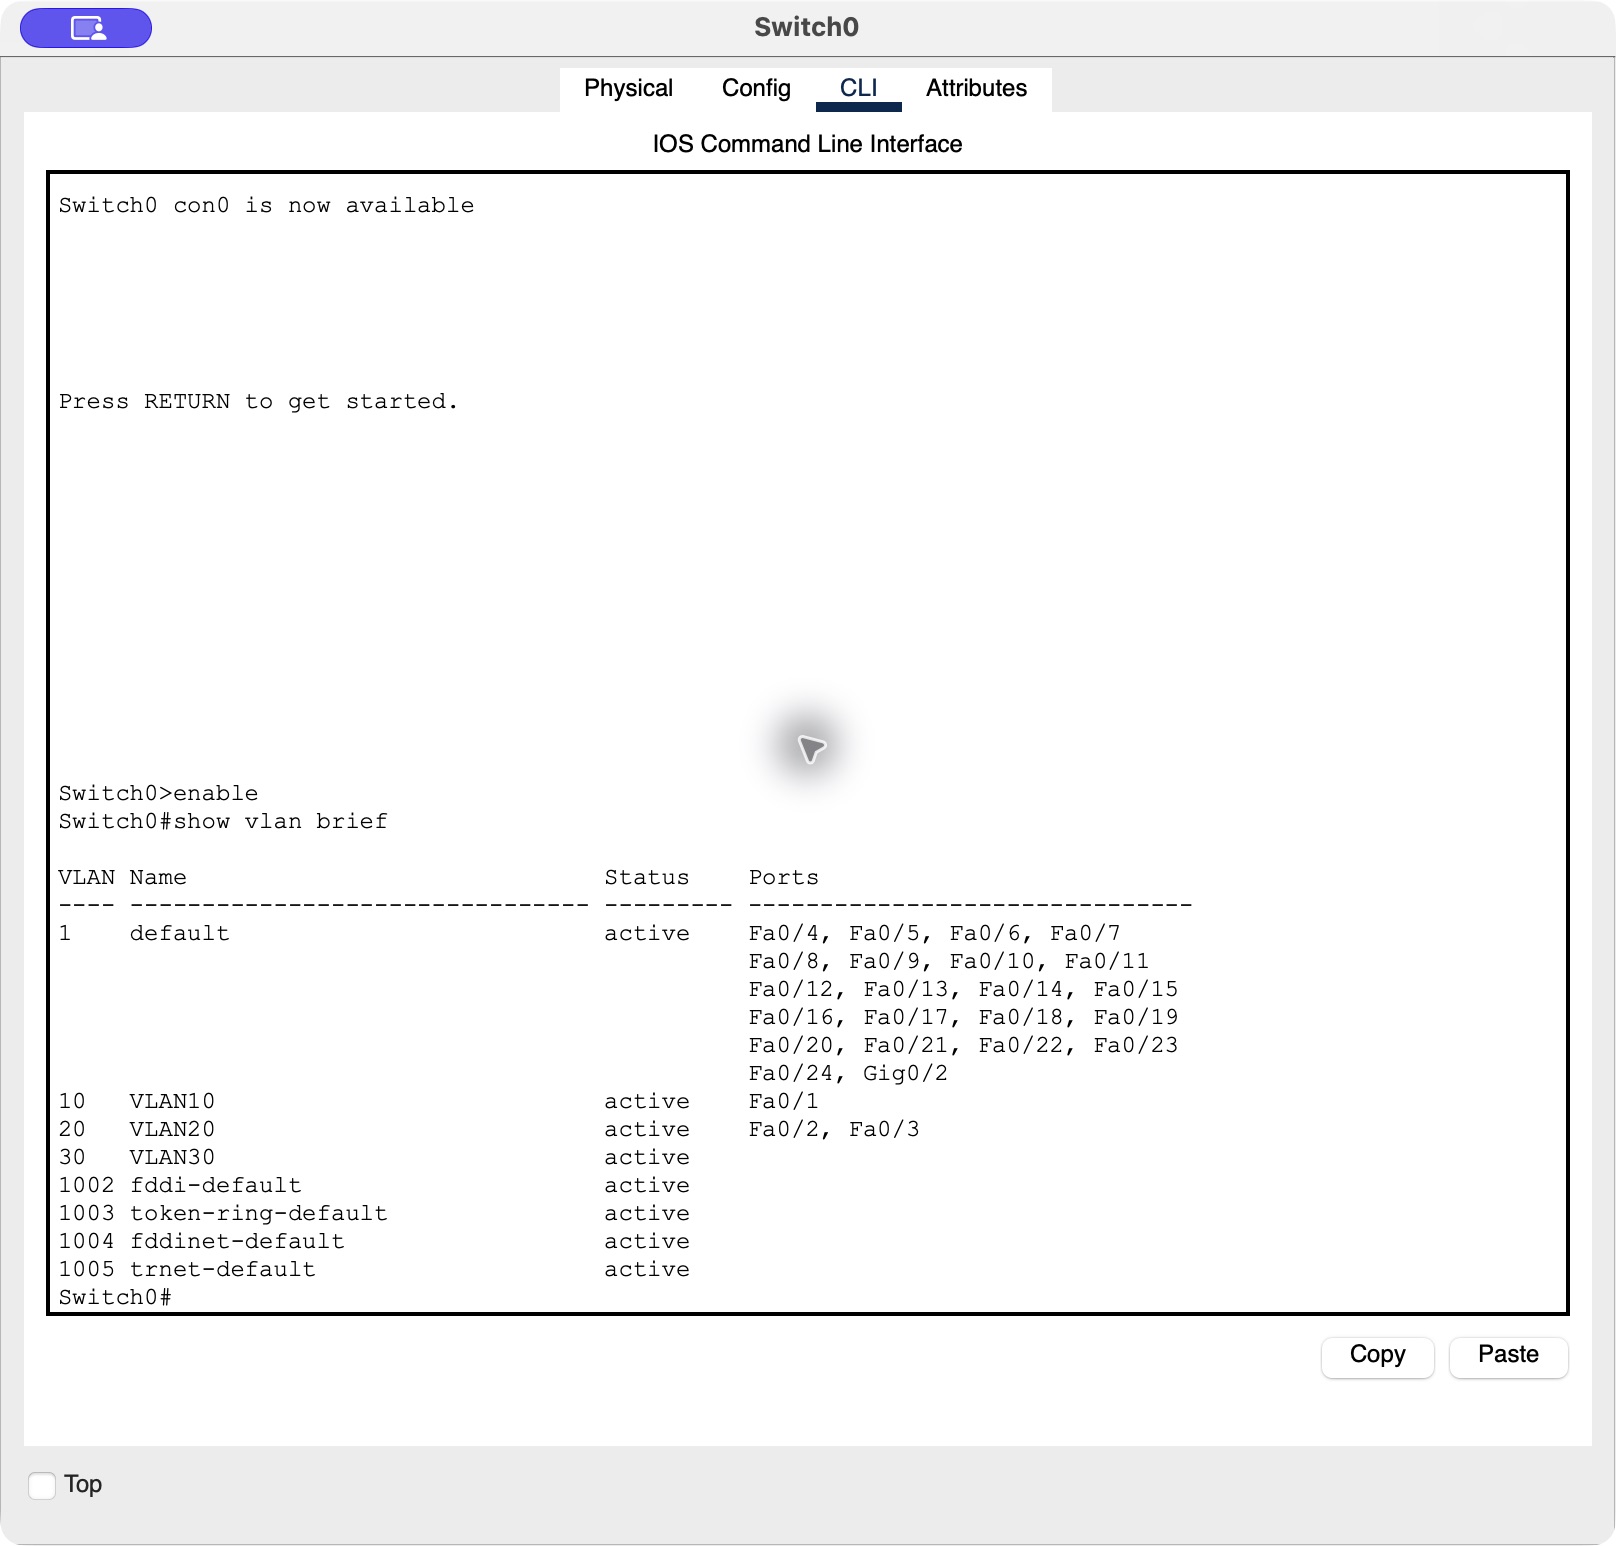 Switch0
Physical Config CLI Attributes
IOS Command Line Interface
Switch0 con0 is now available
Press RETURN to get started.
Switch0>enable
Switch0#show vlan brief
VLAN Name                             Status    Ports
---- -------------------------------- --------- -------------------------------
1    default                          active    Fa0/4, Fa0/5, Fa0/6, Fa0/7
                                                Fa0/8, Fa0/9, Fa0/10, Fa0/11
                                                Fa0/12, Fa0/13, Fa0/14, Fa0/15
                                                Fa0/16, Fa0/17, Fa0/18, Fa0/19
                                                Fa0/20, Fa0/21, Fa0/22, Fa0/23
                                                Fa0/24, Gig0/2
10   VLAN10                           active    Fa0/1
20   VLAN20                           active    Fa0/2, Fa0/3
30   VLAN30                           active
1002 fddi-default                     active
1003 token-ring-default               active
1004 fddinet-default                  active
1005 trnet-default                    active
Switch0#
Copy Paste
Top